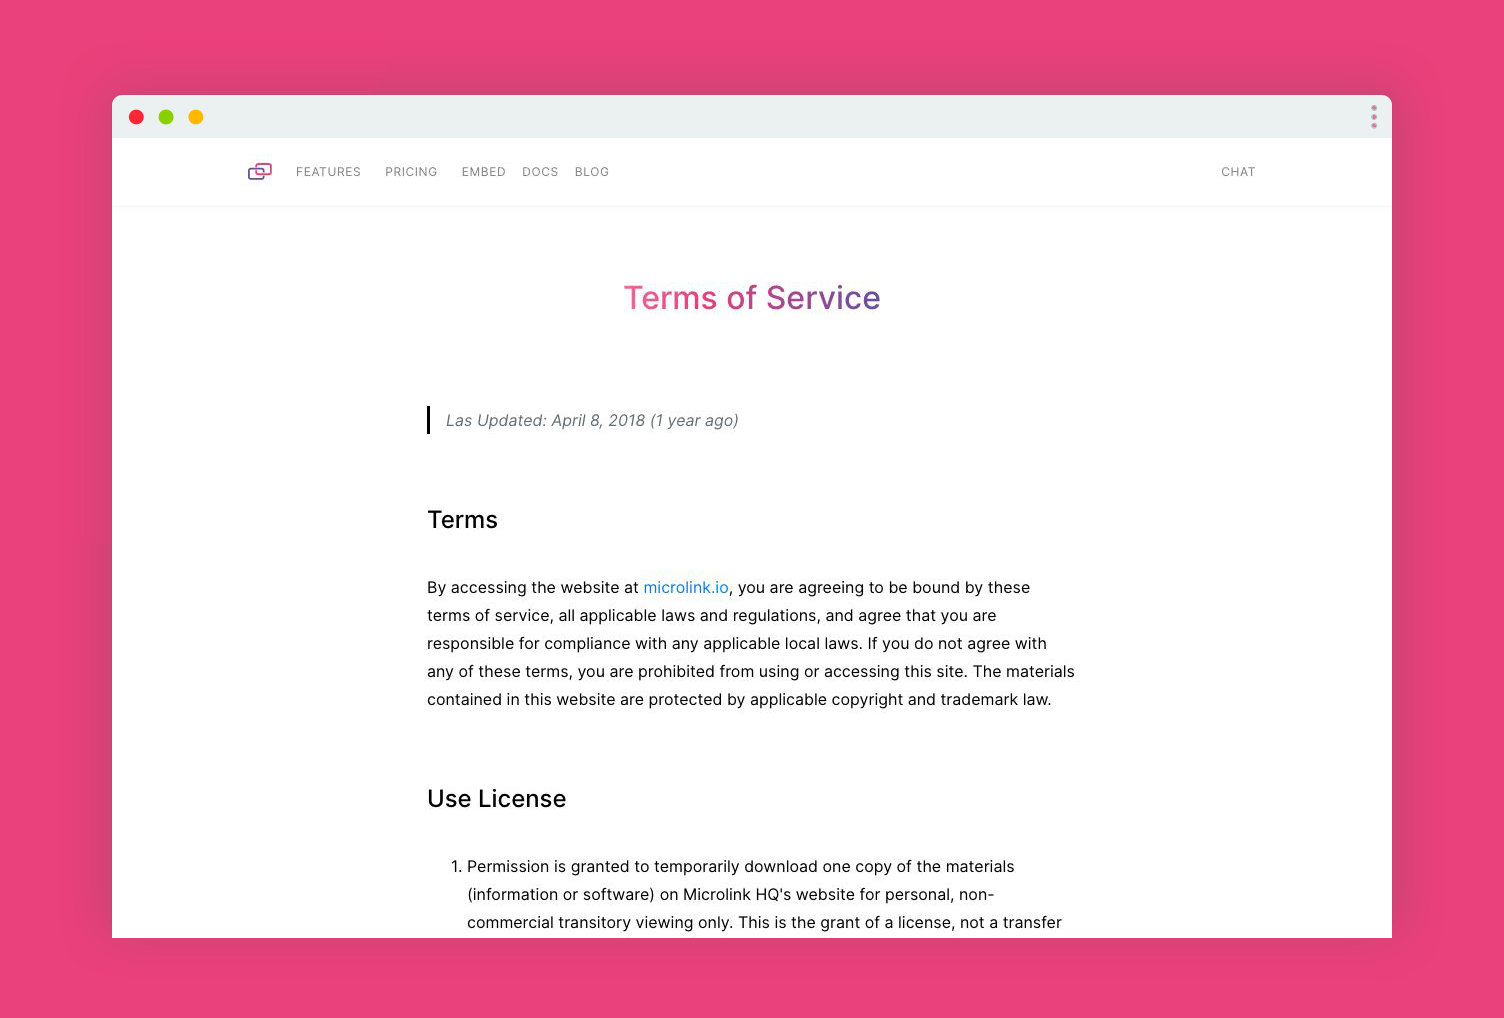 FEATURES PRICING EMBED DOCS BLOG CHAT
Terms of Service
Las Updated: April 8, 2018 (1 year ago)
Terms
By accessing the website at microlink.io, you are agreeing to be bound by these
terms of service, all applicable laws and regulations, and agree that you are
responsible for compliance with any applicable local laws. If you do not agree with
any of these terms, you are prohibited from using or accessing this site. The materials
contained in this website are protected by applicable copyright and trademark law.
Use License
1. Permission is granted to temporarily download one copy of the materials
(information or software) on Microlink HQ's website for personal, non-
commercial transitory viewing only. This is the grant of a license, not a transfer